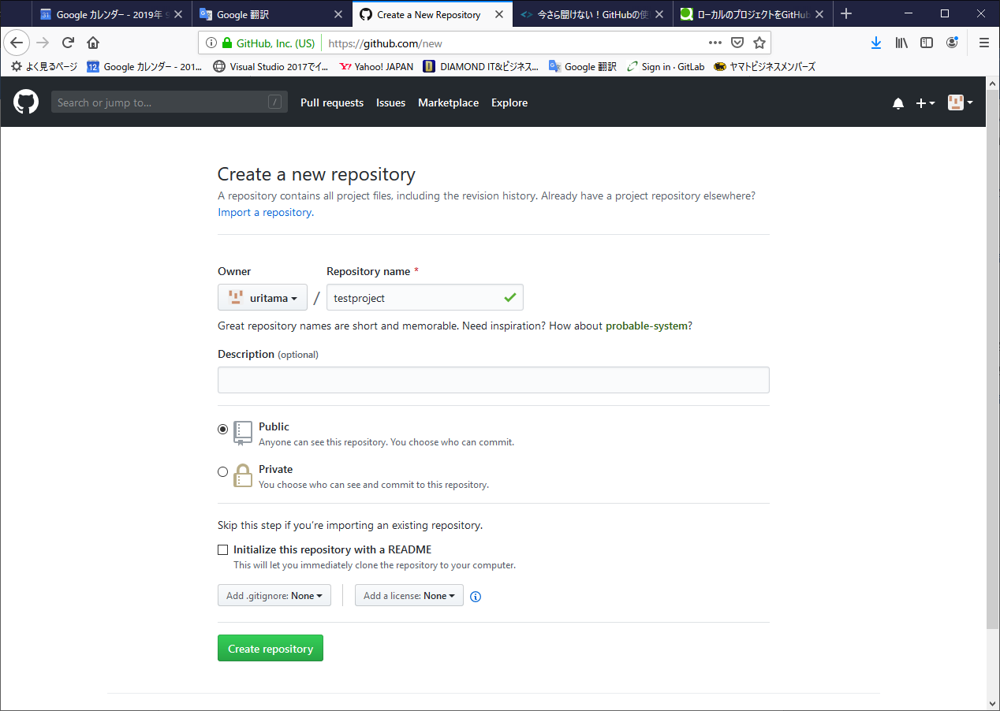 Google カレンダー - 2019年 9
Google 翻訳
Create a New Repository
今さら聞けない！GitHubの使
ローカルのプロジェクトをGitHub
GitHub, Inc. (US)
https://github.com/new
よく見るページ
Google カレンダー - 201...
Visual Studio 2017でイ...
Yahoo! JAPAN
DIAMOND IT&ビジネス...
Google 翻訳
Sign in · GitLab
ヤマトビジネスメンバーズ
Search or jump to...
/
Pull requests
Issues
Marketplace
Explore
Create a new repository
A repository contains all project files, including the revision history. Already have a project repository elsewhere?
Import a repository.
Owner
Repository name *
uritama
/
testproject
Great repository names are short and memorable. Need inspiration? How about probable-system?
Description (optional)
Public
Anyone can see this repository. You choose who can commit.
Private
You choose who can see and commit to this repository.
Skip this step if you're importing an existing repository.
Initialize this repository with a README
This will let you immediately clone the repository to your computer.
Add .gitignore: None
Add a license: None
Create repository